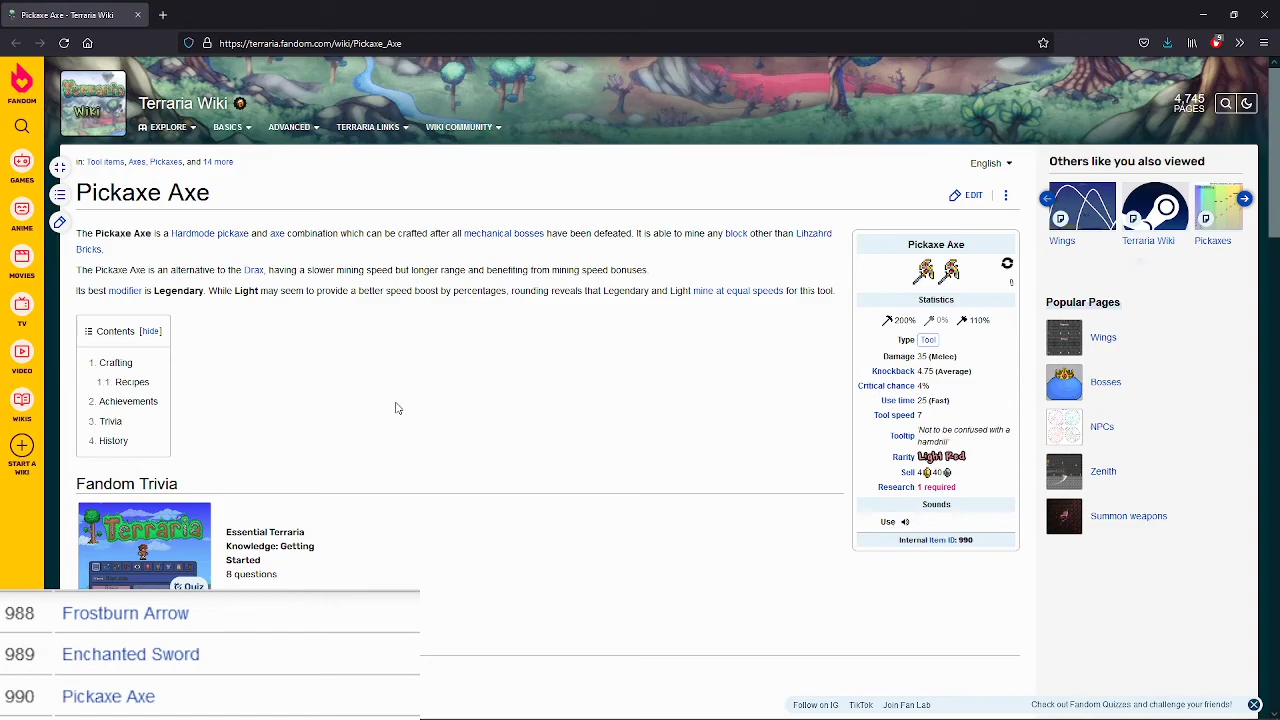 Pickaxe Axe - Terraria Wiki
https://terraria.fandom.com/wiki/Pickaxe_Axe
9
FANDOM
GAMES
ANIME
MOVIES
TV
VIDEO
WIKIS
START A
WIKI
Terraria Wiki
4,745
PAGES
EXPLORE BASICS ADVANCED TERRARIA LINKS WIKI COMMUNITY
in: Tool items, Axes, Pickaxes, and 14 more
English
Pickaxe Axe
EDIT
The Pickaxe Axe is a Hardmode pickaxe and axe combination which can be crafted after all mechanical bosses have been defeated. It is able to mine any block other than Lihzahrd
Bricks.
The Pickaxe Axe is an alternative to the Drax, having a slower mining speed but longer range and benefiting from mining speed bonuses.
Its best modifier is Legendary. While Light may seem to provide a better speed boost by percentages, rounding reveals that Legendary and Light mine at equal speeds for this tool.
Contents [hide]
1. Crafting
1.1. Recipes
2. Achievements
3. Trivia
4. History
Fandom Trivia
Terraria
Quiz
Essential Terraria
Knowledge: Getting
Started
8 questions
Pickaxe Axe
Statistics
200% 0% 110%
Type Tool
Damage 35 (Melee)
Knockback 4.75 (Average)
Critical chance 4%
Use time 25 (Fast)
Tool speed 7
Tooltip 'Not to be confused with a
hamdrill'
Rarity Light Red
Sell 4 40
Research 1 required
Sounds
Use
Internal Item ID: 990
Others like you also viewed
Wings Terraria Wiki Pickaxes
Popular Pages
Wings
Bosses
NPCs
Zenith
Summon weapons
988 Frostburn Arrow
989 Enchanted Sword
990 Pickaxe Axe
Follow on IG TikTok Join Fan Lab
Check out Fandom Quizzes and challenge your friends!